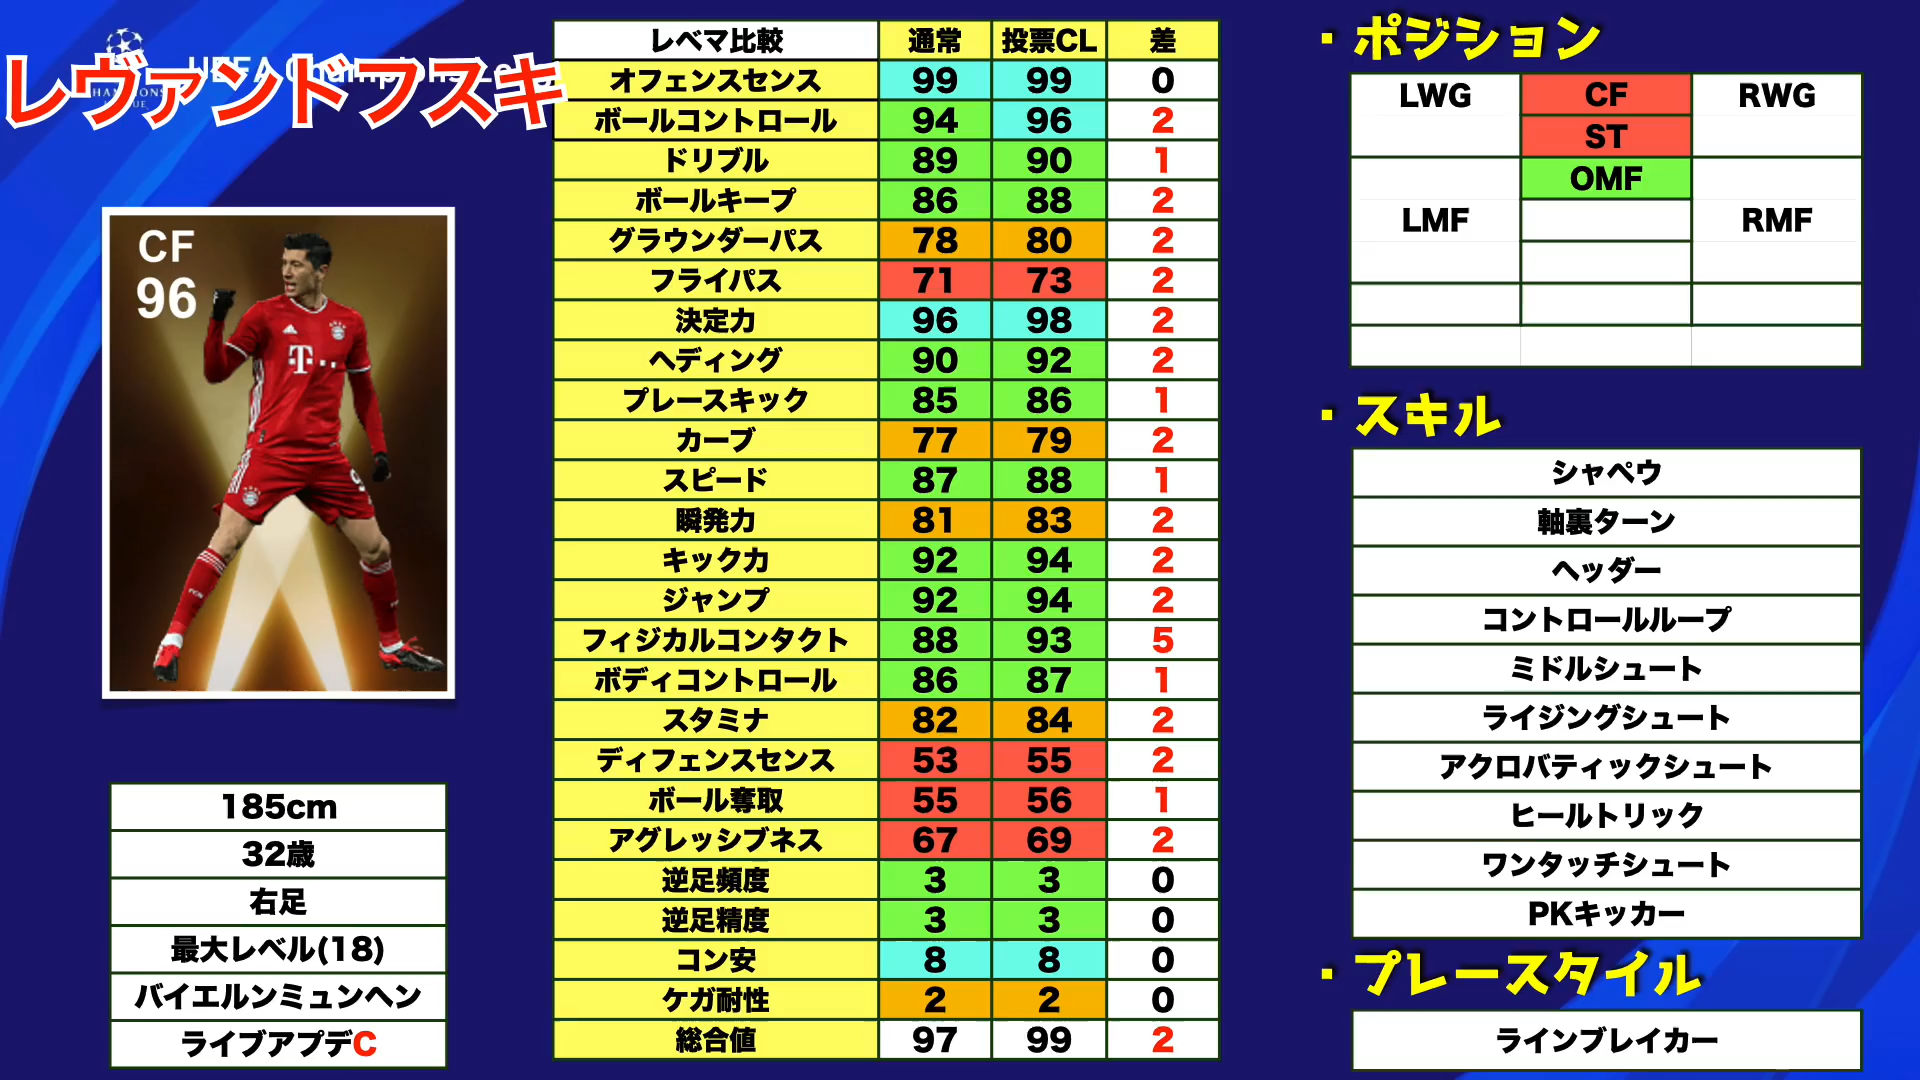 レヴァンドフスキ
CF
96
185cm
32歳
右足
最大レベル(18)
バイエルンミュンヘン
ライブアプデC
レベマ比較 通常 投票CL 差
オフェンスセンス 99 99 0
ボールコントロール 94 96 2
ドリブル 89 90 1
ボールキープ 86 88 2
グラウンダーパス 78 80 2
フライパス 71 73 2
決定力 96 98 2
ヘディング 90 92 2
プレースキック 85 86 1
カーブ 77 79 2
スピード 87 88 1
瞬発力 81 83 2
キック力 92 94 2
ジャンプ 92 94 2
フィジカルコンタクト 88 93 5
ボディコントロール 86 87 1
スタミナ 82 84 2
ディフェンスセンス 53 55 2
ボール奪取 55 56 1
アグレッシブネス 67 69 2
逆足頻度 3 3 0
逆足精度 3 3 0
コン安 8 8 0
ケガ耐性 2 2 0
総合値 97 99 2
・ポジション
LWG CF RWG
ST
OMF
LMF RMF
・スキル
シャペウ
軸裏ターン
ヘッダー
コントロールループ
ミドルシュート
ライジングシュート
アクロバティックシュート
ヒールトリック
ワンタッチシュート
PKキッカー
・プレースタイル
ラインブレイカー